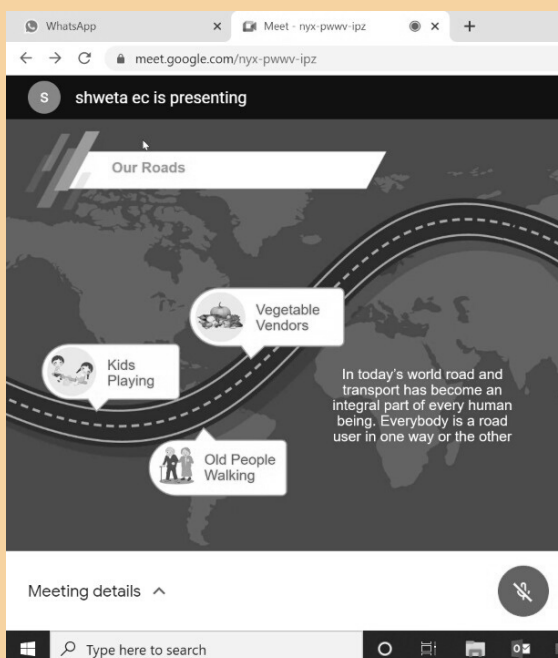 WhatsApp
Meet - nyx-pwwv-ipz
meet.google.com/nyx-pwwv-ipz
S
shweta ec is presenting
Our Roads
Vegetable
Vendors
Kids
Playing
In today's world road and
transport has become an
integral part of every human
being. Everybody is a road
user in one way or the other
Old People
Walking
Meeting details
Type here to search